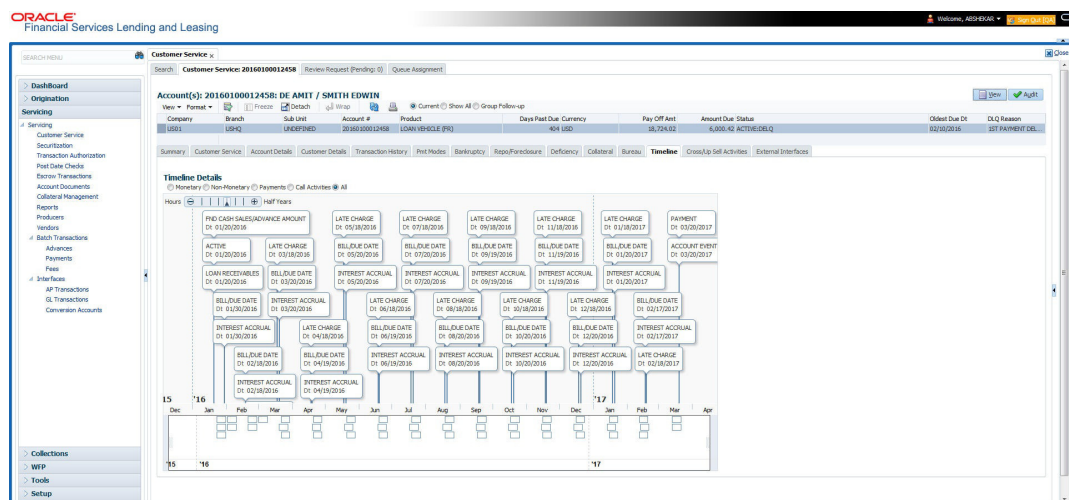 ORACLE
Financial Services Lending and Leasing
Welcome, ABSHEKAR
Sign Out [QA]
SEARCH MENU
Customer Service
Close
Search Customer Service: 20160100012458 Review Request (Pending: 0) Queue Assignment
DashBoard
Origination
Servicing
Servicing
Customer Service
Securitization
Transaction Authorization
Post Date Checks
Escrow Transactions
Account Documents
Collateral Management
Reports
Producers
Vendors
Batch Transactions
Advances
Payments
Fees
Interfaces
AP Transactions
GL Transactions
Conversion Accounts
Collections
WFP
Tools
Setup
Account(s): 20160100012458: DE AMIT / SMITH EDWIN
View Audit
View Format Freeze Detach Wrap Current Show All Group Follow-up
Company Branch Sub Unit Account # Product Days Past Due Currency Pay Off Amt Amount Due Status Oldest Due Dt DLQ Reason
US01 USHQ UNDEFINED 20160100012458 LOAN VEHICLE (FR) 404 USD 18,724.02 6,000.42 ACTIVE:DELQ 02/10/2016 1ST PAYMENT DEL...
Summary Customer Service Account Details Customer Details Transaction History Pmt Modes Bankruptcy Repo/Foreclosure Deficiency Collateral Bureau Timeline Cross/Up Sell Activities External Interfaces
Timeline Details
Monetary Non-Monetary Payments Call Activities All
Hours Half Years
FND CASH SALES/ADVANCE AMOUNT LATE CHARGE LATE CHARGE LATE CHARGE LATE CHARGE LATE CHARGE PAYMENT
Dt 01/20/2016 Dt 05/18/2016 Dt 07/18/2016 Dt 09/18/2016 Dt 11/18/2016 Dt 01/18/2017 Dt 03/20/2017
ACTIVE LATE CHARGE BILL/DUE DATE BILL/DUE DATE BILL/DUE DATE BILL/DUE DATE BILL/DUE DATE ACCOUNT EVENT
Dt 01/20/2016 Dt 03/18/2016 Dt 05/20/2016 Dt 07/20/2016 Dt 09/19/2016 Dt 11/19/2016 Dt 01/20/2017 Dt 03/20/2017
LOAN RECEIVABLES BILL/DUE DATE INTEREST ACCRUAL INTEREST ACCRUAL INTEREST ACCRUAL INTEREST ACCRUAL INTEREST ACCRUAL
Dt 01/20/2016 Dt 03/20/2016 Dt 05/20/2016 Dt 07/20/2016 Dt 09/19/2016 Dt 11/19/2016 Dt 01/20/2017
BILL/DUE DATE INTEREST ACCRUAL LATE CHARGE LATE CHARGE LATE CHARGE LATE CHARGE BILL/DUE DATE
Dt 01/30/2016 Dt 03/20/2016 Dt 06/18/2016 Dt 08/18/2016 Dt 10/18/2016 Dt 12/18/2016 Dt 02/17/2017
INTEREST ACCRUAL LATE CHARGE BILL/DUE DATE BILL/DUE DATE BILL/DUE DATE BILL/DUE DATE INTEREST ACCRUAL
Dt 01/30/2016 Dt 04/18/2016 Dt 06/19/2016 Dt 08/20/2016 Dt 10/20/2016 Dt 12/20/2016 Dt 02/17/2017
BILL/DUE DATE BILL/DUE DATE INTEREST ACCRUAL INTEREST ACCRUAL INTEREST ACCRUAL INTEREST ACCRUAL LATE CHARGE
Dt 02/18/2016 Dt 04/19/2016 Dt 06/19/2016 Dt 08/20/2016 Dt 10/20/2016 Dt 12/20/2016 Dt 02/18/2017
INTEREST ACCRUAL INTEREST ACCRUAL
Dt 02/18/2016 Dt 04/19/2016
15 '16 '17
Dec Jan Feb Mar Apr May Jun Jul Aug Sep Oct Nov Dec Jan Feb Mar Apr
'15 '16 '17